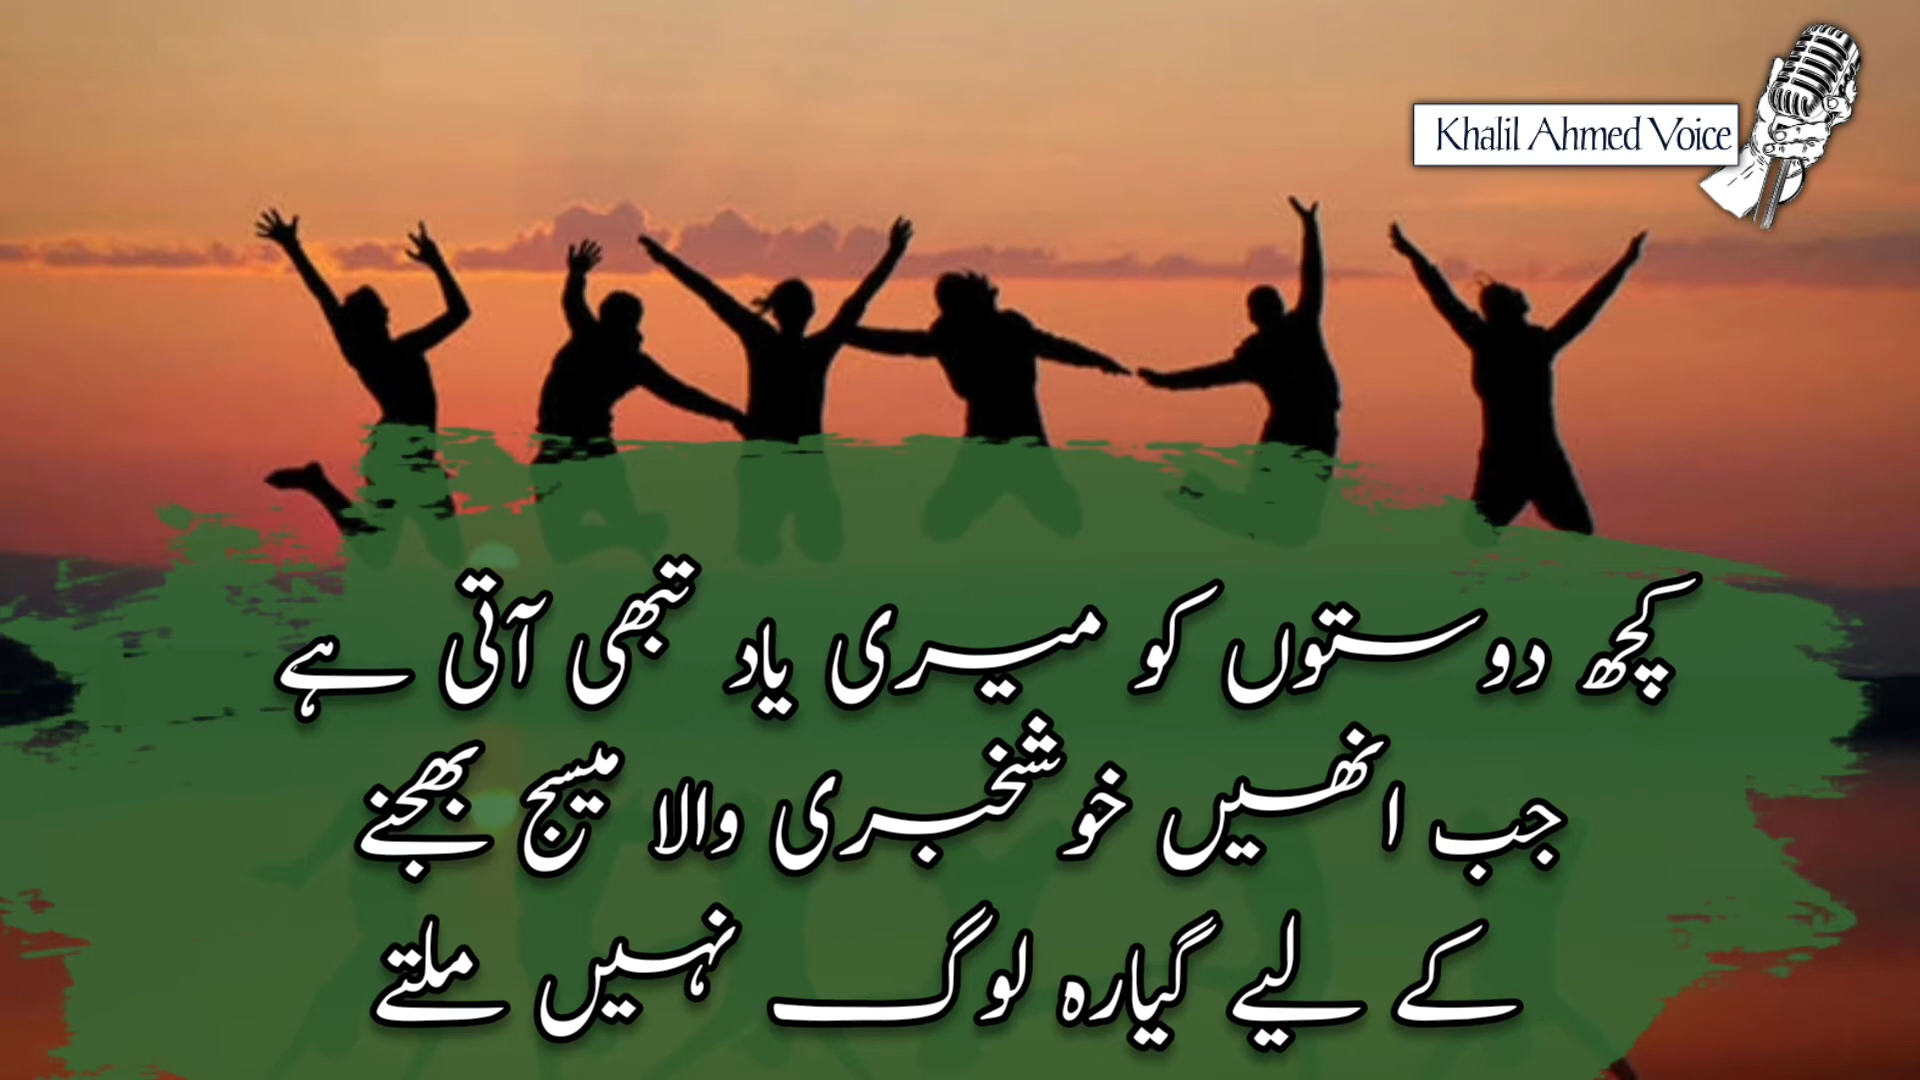 Khalil Ahmed Voice
کچھ دوستوں کو میری یاد تبھی آتی ہے
جب انھیں خوشخبری والا میسج بھیجنے
کے لیے گیارہ لوگ نہیں ملتے